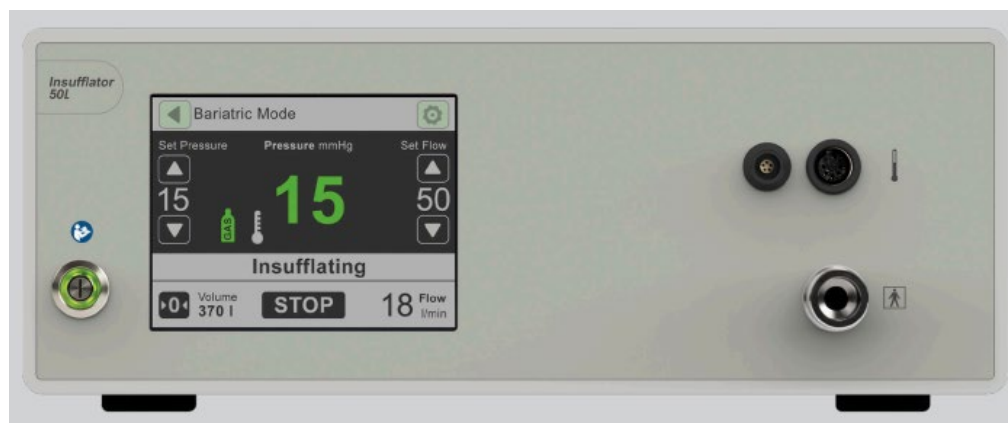 Insufflator
50L
Bariatric Mode
Set Pressure
Pressure mmHg
Set Flow
15
15
50
GAS
Insufflating
0
Volume
370 l
STOP
18
Flow
l/min